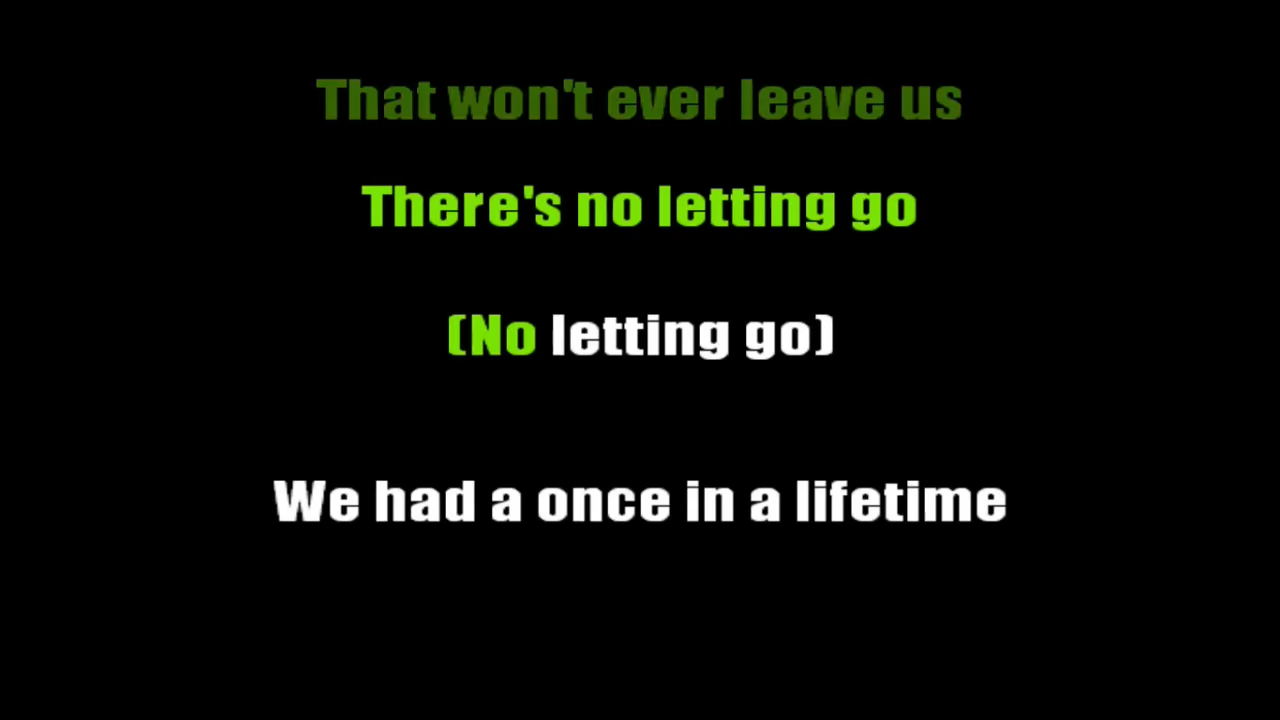 That won't ever leave us
There's no letting go
(No letting go)
We had a once in a lifetime